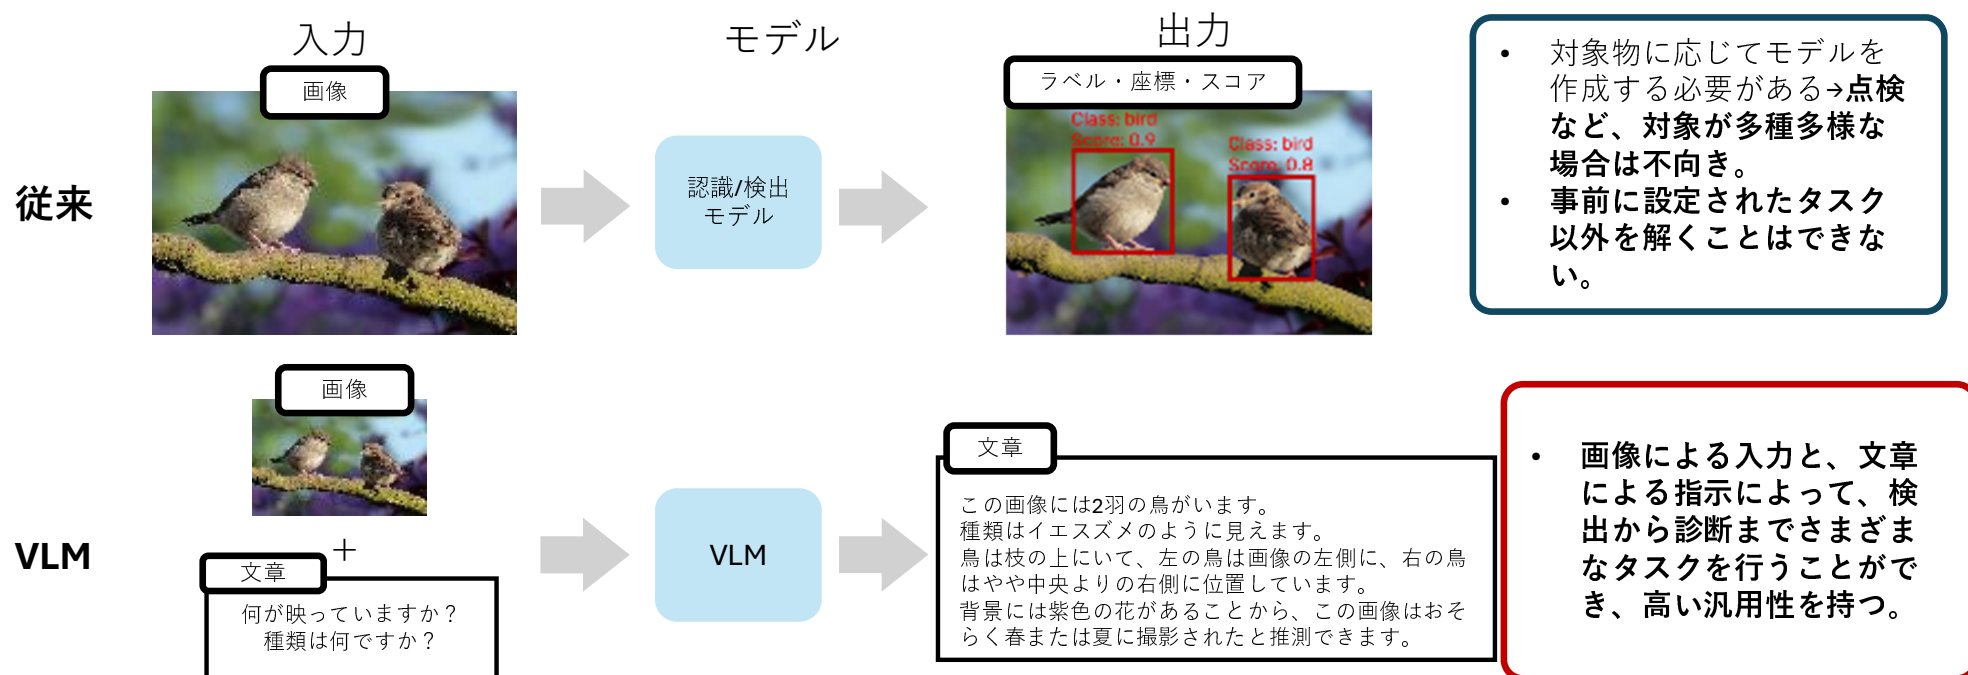 入力
モデル
出力
従来
画像
認識/検出
モデル
ラベル・座標・スコア
Class: bird
Score: 0.9
Class: bird
Score: 0.8
• 対象物に応じてモデルを
作成する必要がある→点検
など、対象が多種多様な
場合は不向き。
• 事前に設定されたタスク
以外を解くことはできな
い。
VLM
画像
＋
文章
何が映っていますか？
種類は何ですか？
VLM
文章
この画像には2羽の鳥がいます。
種類はイエスズメのように見えます。
鳥は枝の上にいて、左の鳥は画像の左側に、右の鳥
はやや中央よりの右側に位置しています。
背景には紫色の花があることから、この画像はおそ
らく春または夏に撮影されたと推測できます。
• 画像による入力と、文章
による指示によって、検
出から診断までさまざま
なタスクを行うことがで
き、高い汎用性を持つ。